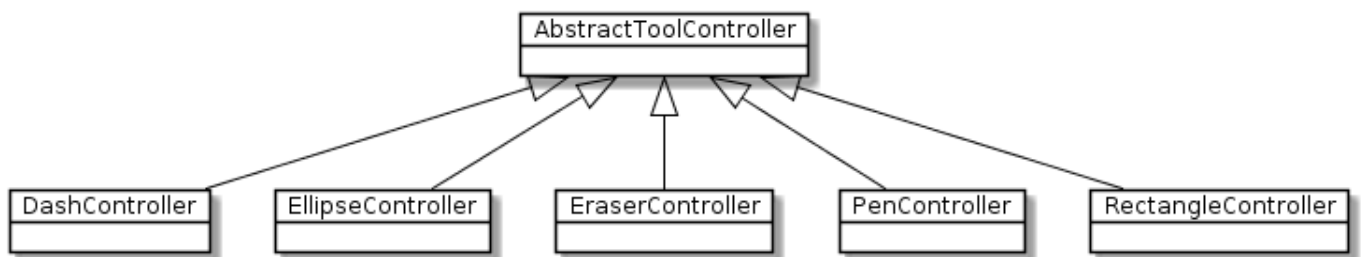 AbstractToolController
DashController
EllipseController
EraserController
PenController
RectangleController